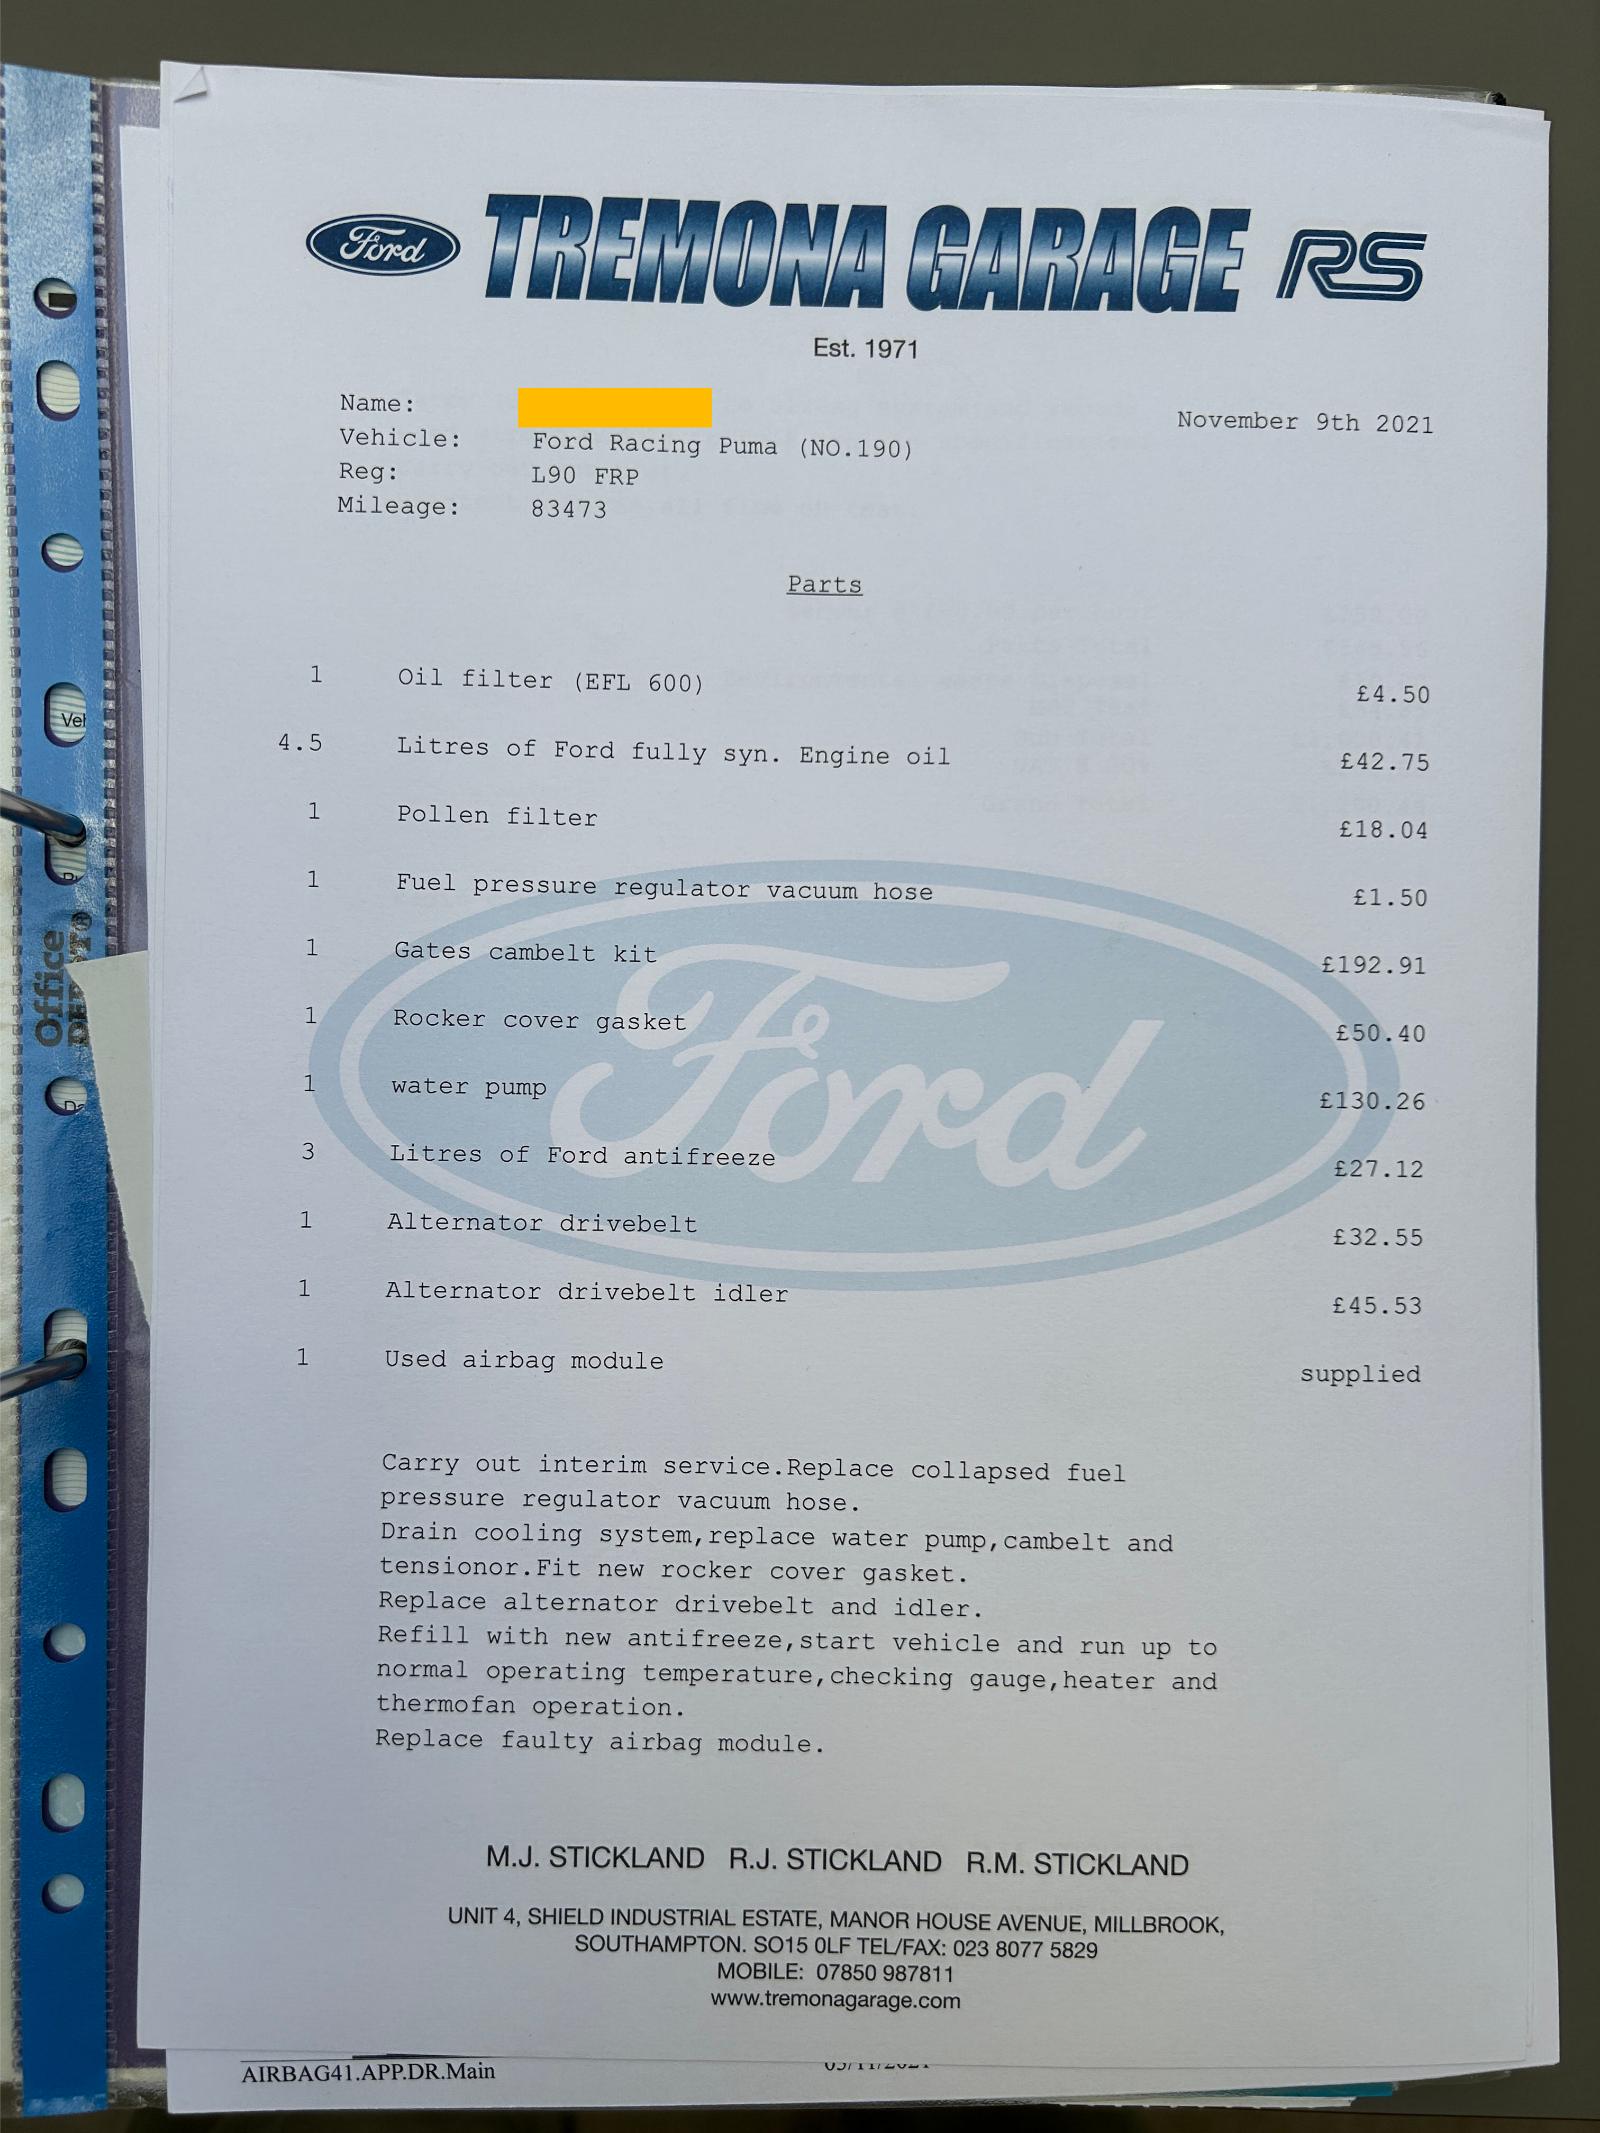 Ford TREMONA GARAGE RS
Est. 1971
Name:
November 9th 2021
Vehicle: Ford Racing Puma (NO.190)
Reg: L90 FRP
Mileage: 83473
Parts
1 Oil filter (EFL 600) £4.50
4.5 Litres of Ford fully syn. Engine oil £42.75
1 Pollen filter £18.04
1 Fuel pressure regulator vacuum hose £1.50
1 Gates cambelt kit £192.91
1 Rocker cover gasket £50.40
1 water pump £130.26
3 Litres of Ford antifreeze £27.12
1 Alternator drivebelt £32.55
1 Alternator drivebelt idler £45.53
1 Used airbag module supplied
Ford
Carry out interim service.Replace collapsed fuel
pressure regulator vacuum hose.
Drain cooling system,replace water pump,cambelt and
tensionor.Fit new rocker cover gasket.
Replace alternator drivebelt and idler.
Refill with new antifreeze,start vehicle and run up to
normal operating temperature,checking gauge,heater and
thermofan operation.
Replace faulty airbag module.
M.J. STICKLAND R.J. STICKLAND R.M. STICKLAND
UNIT 4, SHIELD INDUSTRIAL ESTATE, MANOR HOUSE AVENUE, MILLBROOK,
SOUTHAMPTON. SO15 0LF TEL/FAX: 023 8077 5829
MOBILE: 07850 987811
www.tremonagarage.com
AIRBAG41.APP.DR.Main
Office